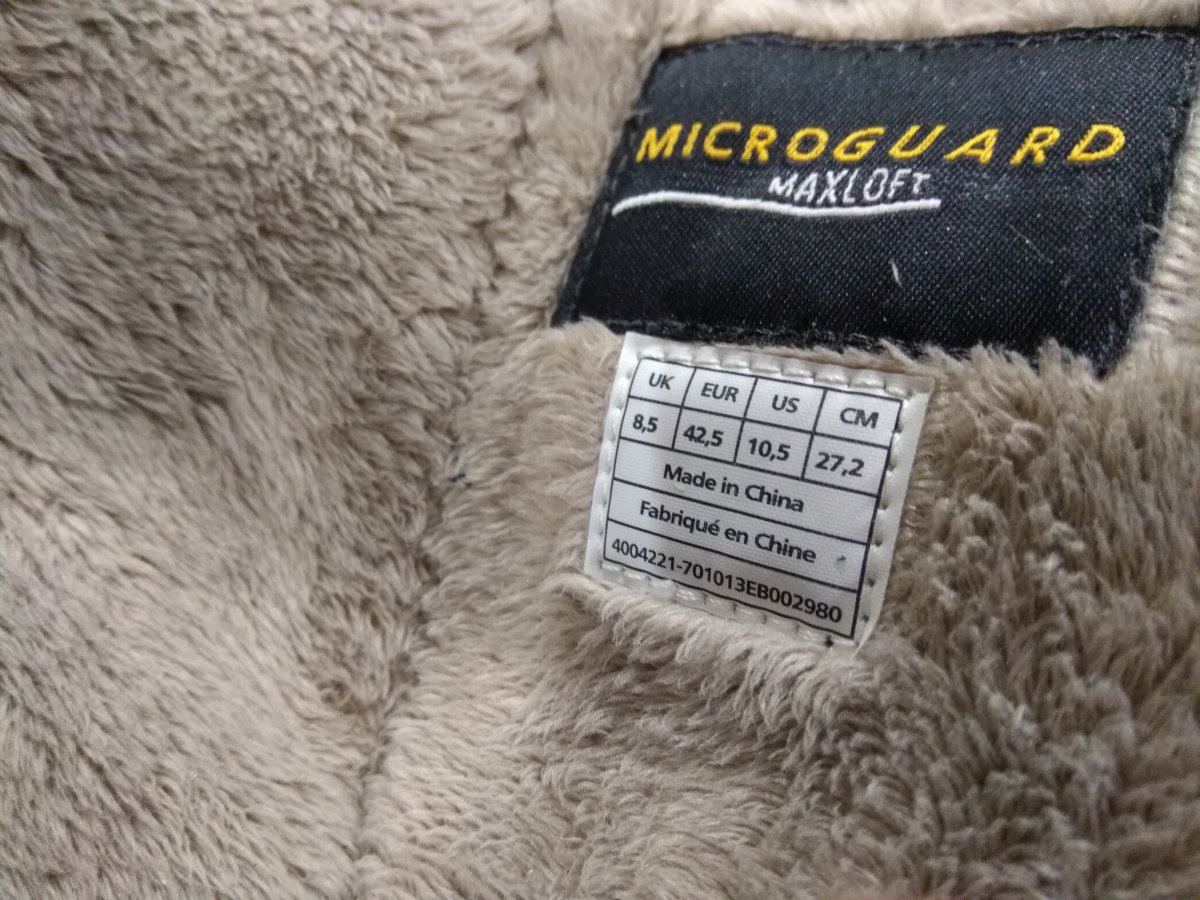 MICROGUARD
MAXLOFT
UK EUR US CM
8,5 42,5 10,5 27,2
Made in China
Fabriqué en Chine
4004221-701013EB002980